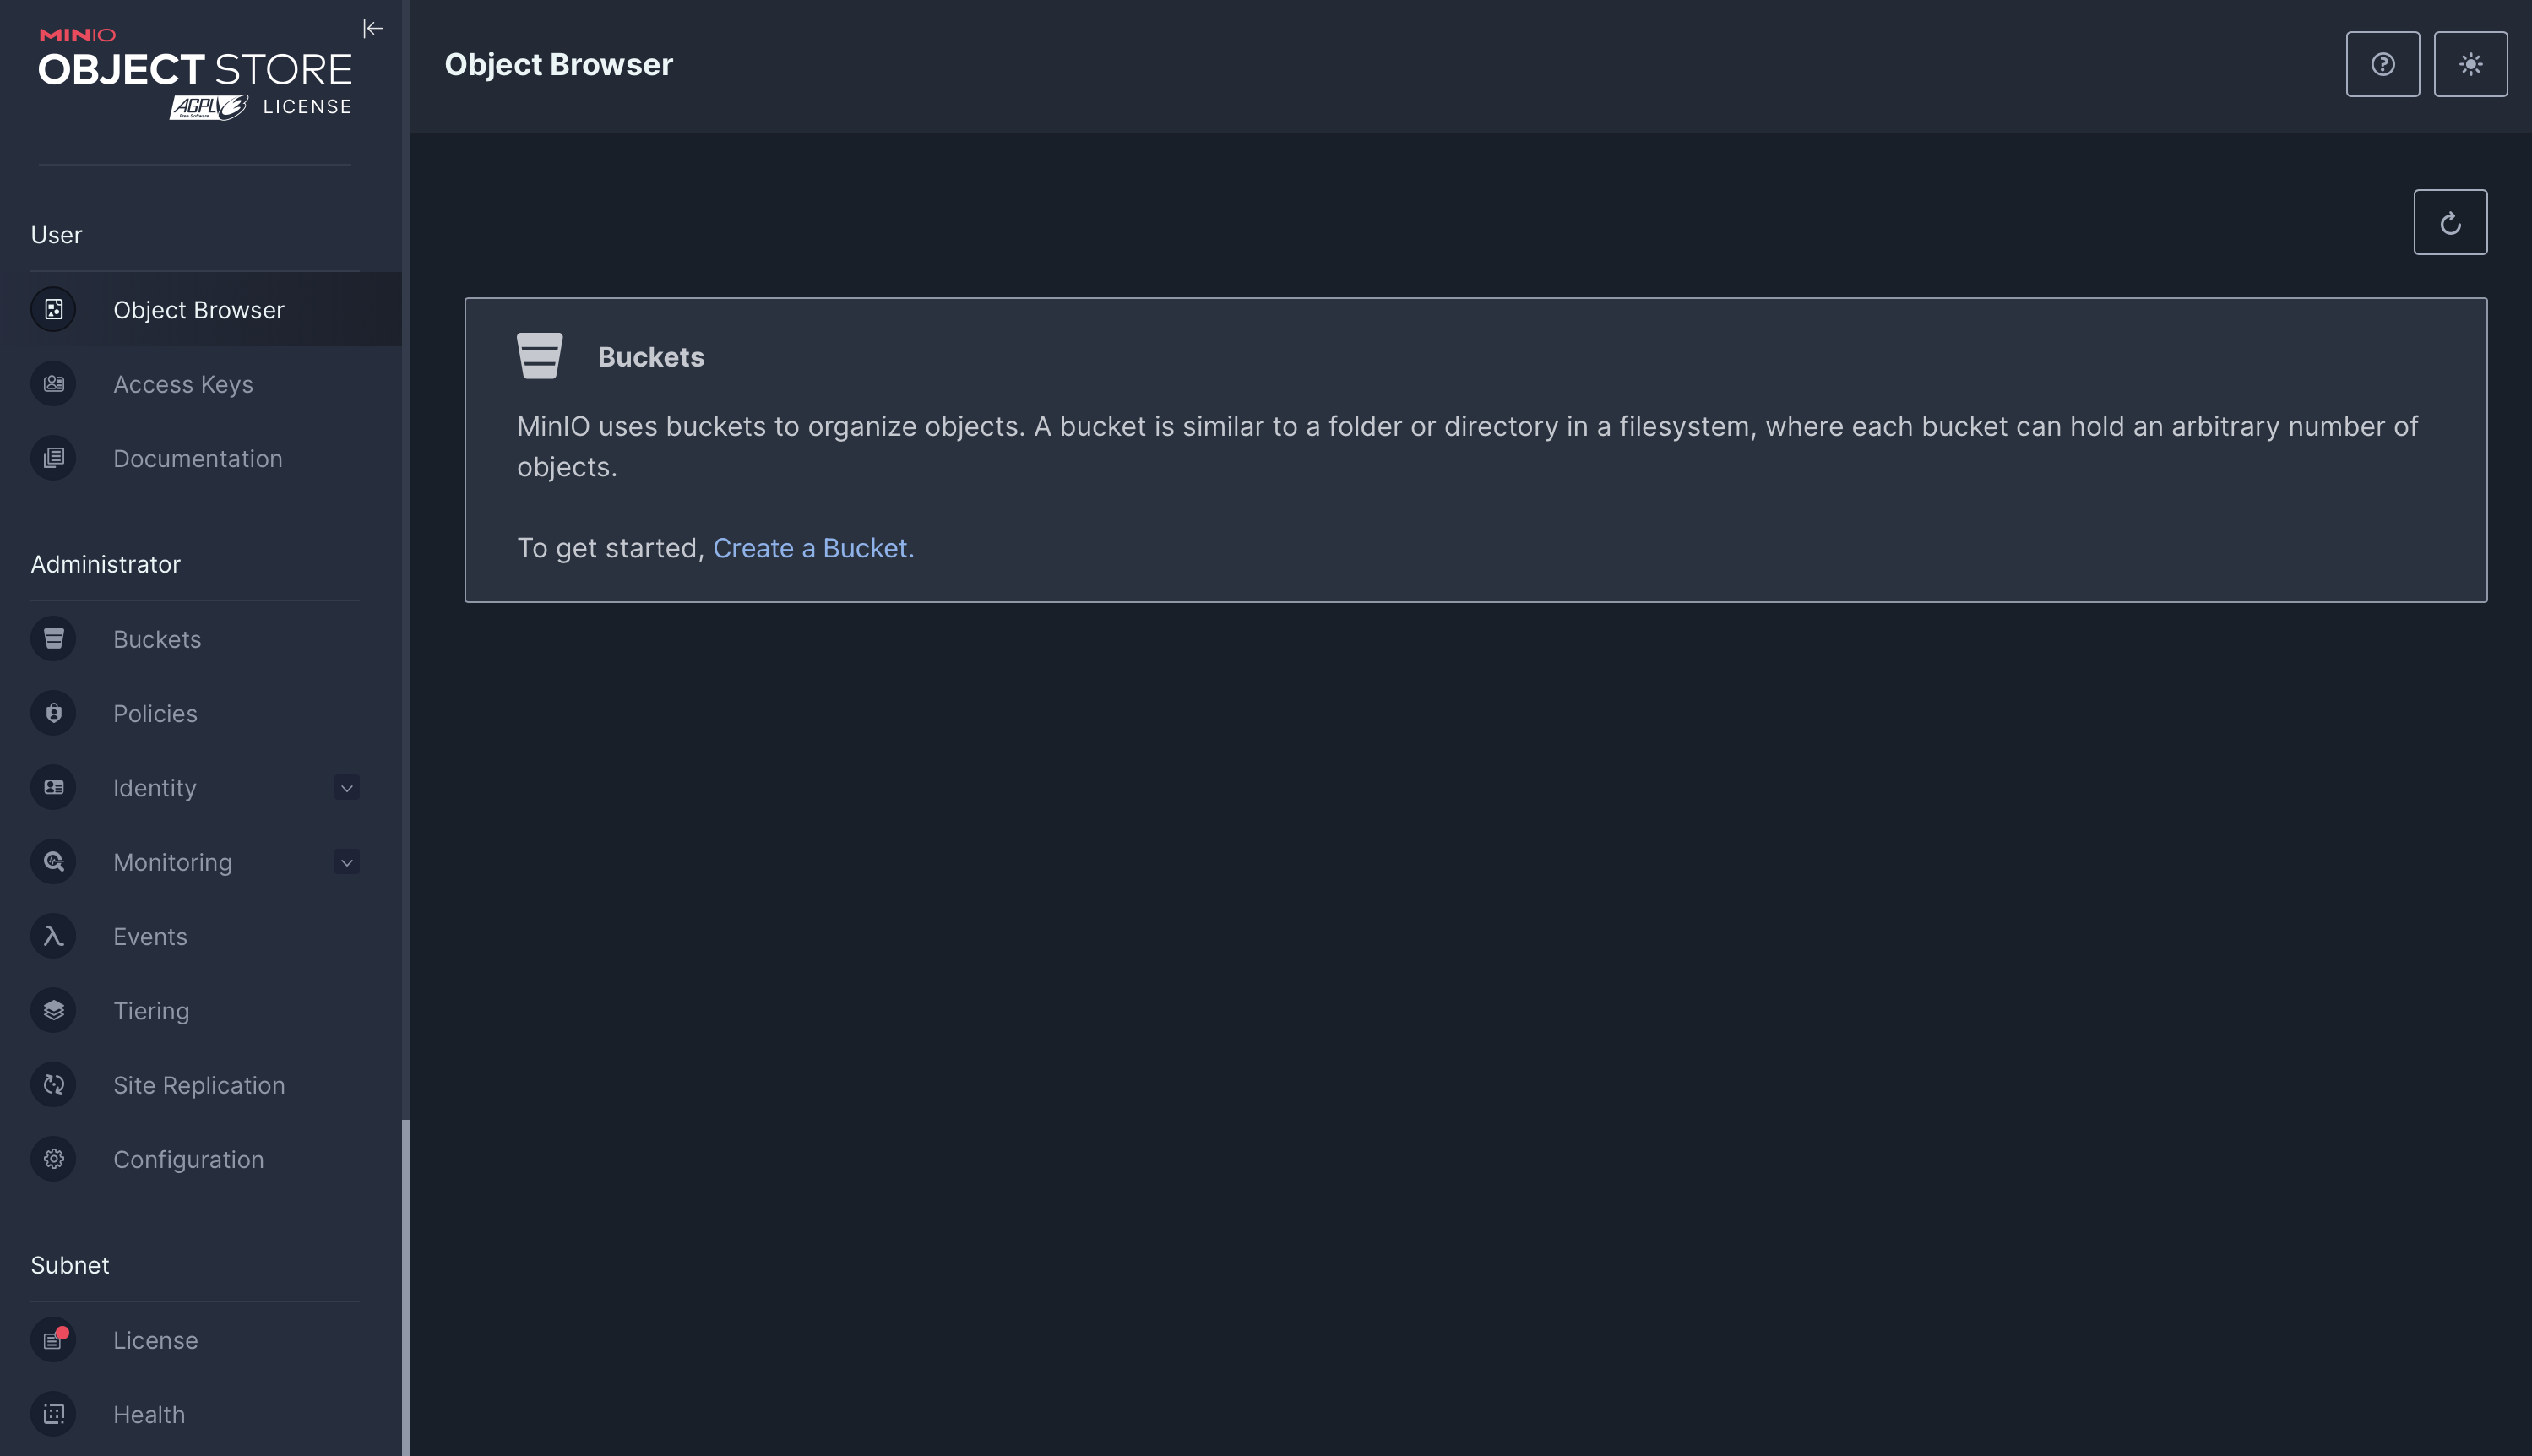 MINIO
OBJECT STORE
AGPLv3 LICENSE
Free Software
Object Browser
User
Object Browser
Access Keys
Documentation
Administrator
Buckets
Policies
Identity
Monitoring
Events
Tiering
Site Replication
Configuration
Subnet
License
Health
Buckets
MinIO uses buckets to organize objects. A bucket is similar to a folder or directory in a filesystem, where each bucket can hold an arbitrary number of
objects.
To get started, Create a Bucket.